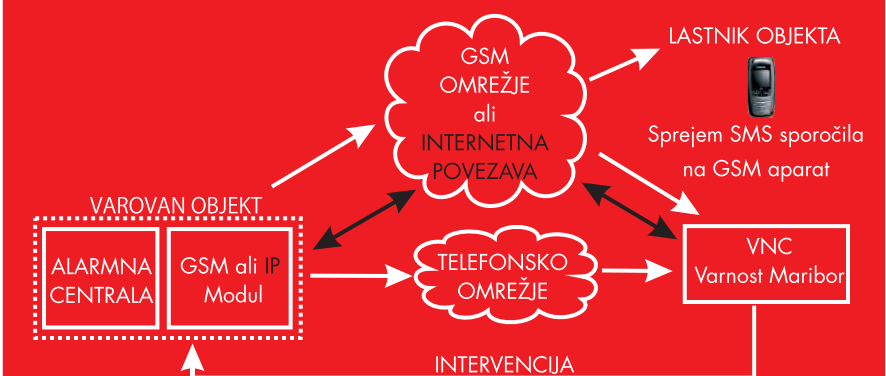 GSM
OMREŽJE
ali
INTERNETNA
POVEZAVA
LASTNIK OBJEKTA
Sprejem SMS sporočila
na GSM aparat
VAROVAN OBJEKT
ALARMNA
CENTRALA
GSM ali IP
Modul
TELEFONSKO
OMREŽJE
VNC
Varnost Maribor
INTERVENCIJA